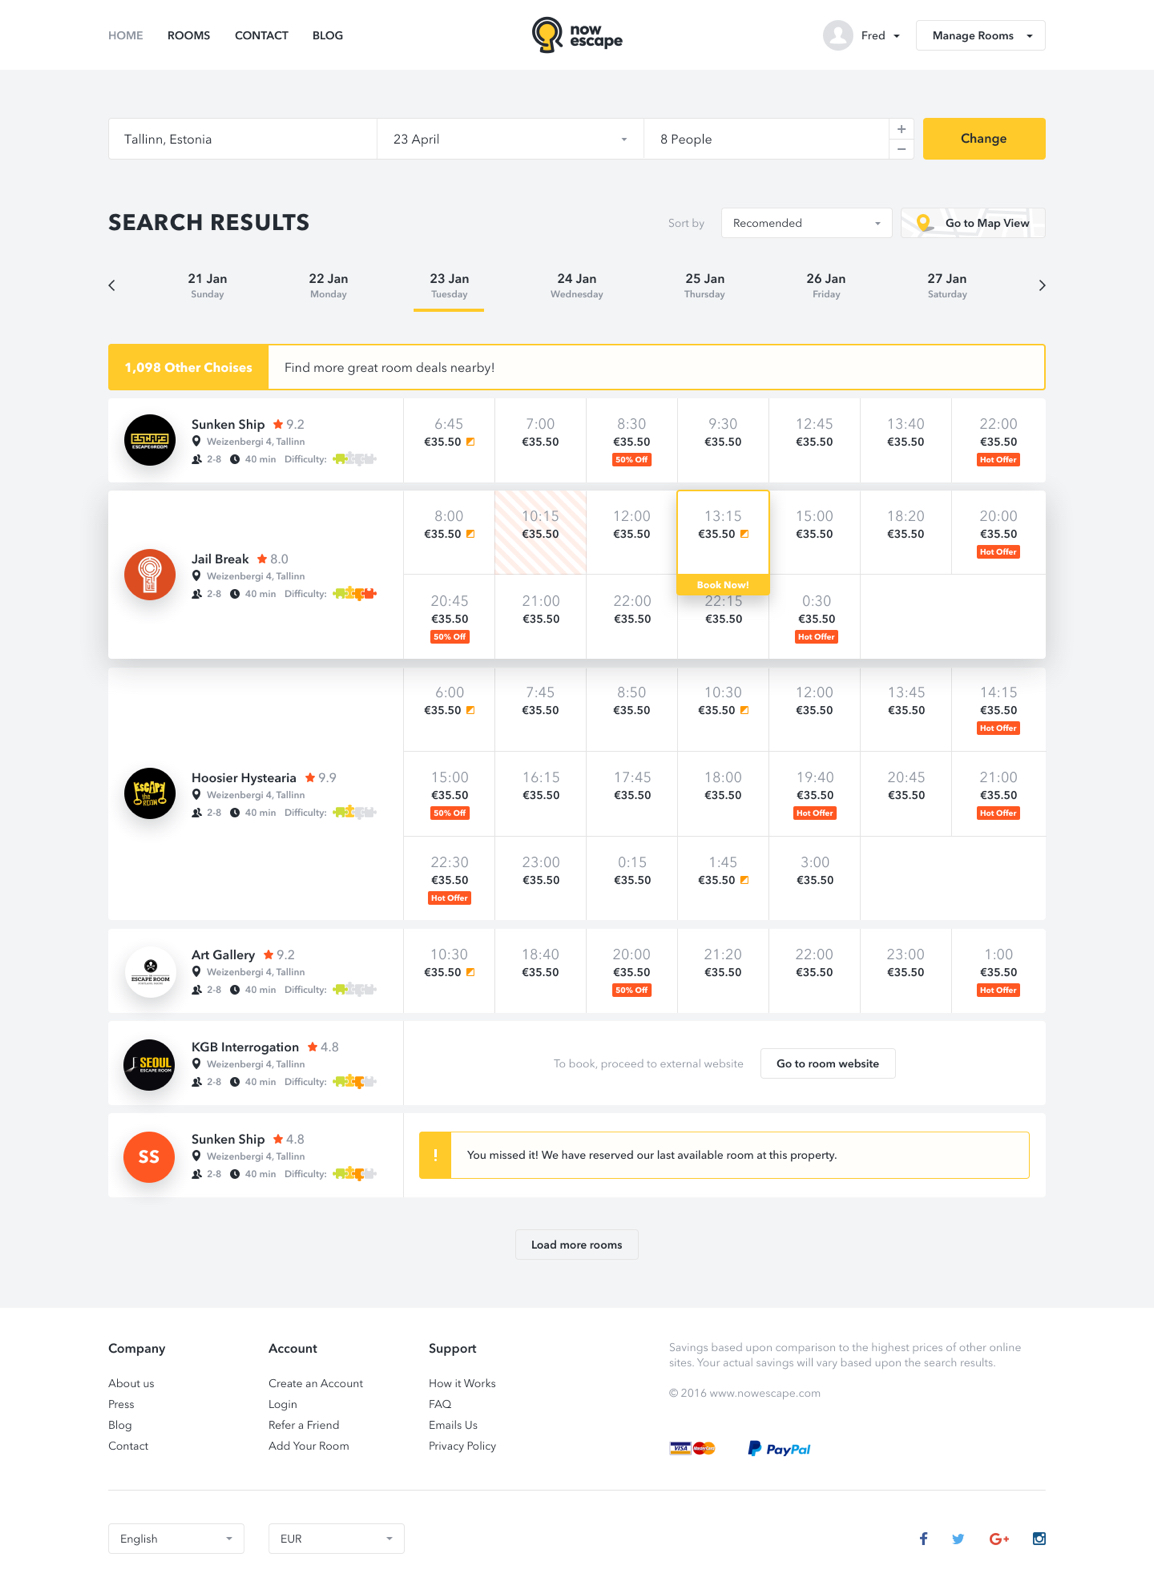 HOME ROOMS CONTACT BLOG
now
escape
Fred
Manage Rooms
Tallinn, Estonia
23 April
8 People
+
−
Change
SEARCH RESULTS
Sort by
Recomended
Go to Map View
21 Jan
Sunday
22 Jan
Monday
23 Jan
Tuesday
24 Jan
Wednesday
25 Jan
Thursday
26 Jan
Friday
27 Jan
Saturday
1,098 Other Choises
Find more great room deals nearby!
ESCAPE
ESCAPE ROOM
Sunken Ship 9.2
Weizenbergi 4, Tallinn
2-8 40 min Difficulty:
6:45 7:00 8:30 9:30 12:45 13:40 22:00
€35.50 €35.50 €35.50 €35.50 €35.50 €35.50 €35.50
50% Off Hot Offer
Jail Break 8.0
Weizenbergi 4, Tallinn
2-8 40 min Difficulty:
8:00 10:15 12:00 13:15 15:00 18:20 20:00
€35.50 €35.50 €35.50 €35.50 €35.50 €35.50 €35.50
Hot Offer
Book Now!
20:45 21:00 22:00 22:15 0:30
€35.50 €35.50 €35.50 €35.50 €35.50
50% Off Hot Offer
ESCAPE
the
ROOM
Hoosier Hystearia 9.9
Weizenbergi 4, Tallinn
2-8 40 min Difficulty:
6:00 7:45 8:50 10:30 12:00 13:45 14:15
€35.50 €35.50 €35.50 €35.50 €35.50 €35.50 €35.50
Hot Offer
15:00 16:15 17:45 18:00 19:40 20:45 21:00
€35.50 €35.50 €35.50 €35.50 €35.50 €35.50 €35.50
50% Off Hot Offer Hot Offer
22:30 23:00 0:15 1:45 3:00
€35.50 €35.50 €35.50 €35.50 €35.50
Hot Offer
ESCAPE ROOM
Art Gallery 9.2
Weizenbergi 4, Tallinn
2-8 40 min Difficulty:
10:30 18:40 20:00 21:20 22:00 23:00 1:00
€35.50 €35.50 €35.50 €35.50 €35.50 €35.50 €35.50
50% Off Hot Offer
SEOUL
ESCAPE ROOM
KGB Interrogation 4.8
Weizenbergi 4, Tallinn
2-8 40 min Difficulty:
To book, proceed to external website
Go to room website
SS
Sunken Ship 4.8
Weizenbergi 4, Tallinn
2-8 40 min Difficulty:
!
You missed it! We have reserved our last available room at this property.
Load more rooms
Company
About us
Press
Blog
Contact
Account
Create an Account
Login
Refer a Friend
Add Your Room
Support
How it Works
FAQ
Emails Us
Privacy Policy
Savings based upon comparison to the highest prices of other online
sites. Your actual savings will vary based upon the search results.
© 2016 www.nowescape.com
VISA
MasterCard
PayPal
English
EUR
G+